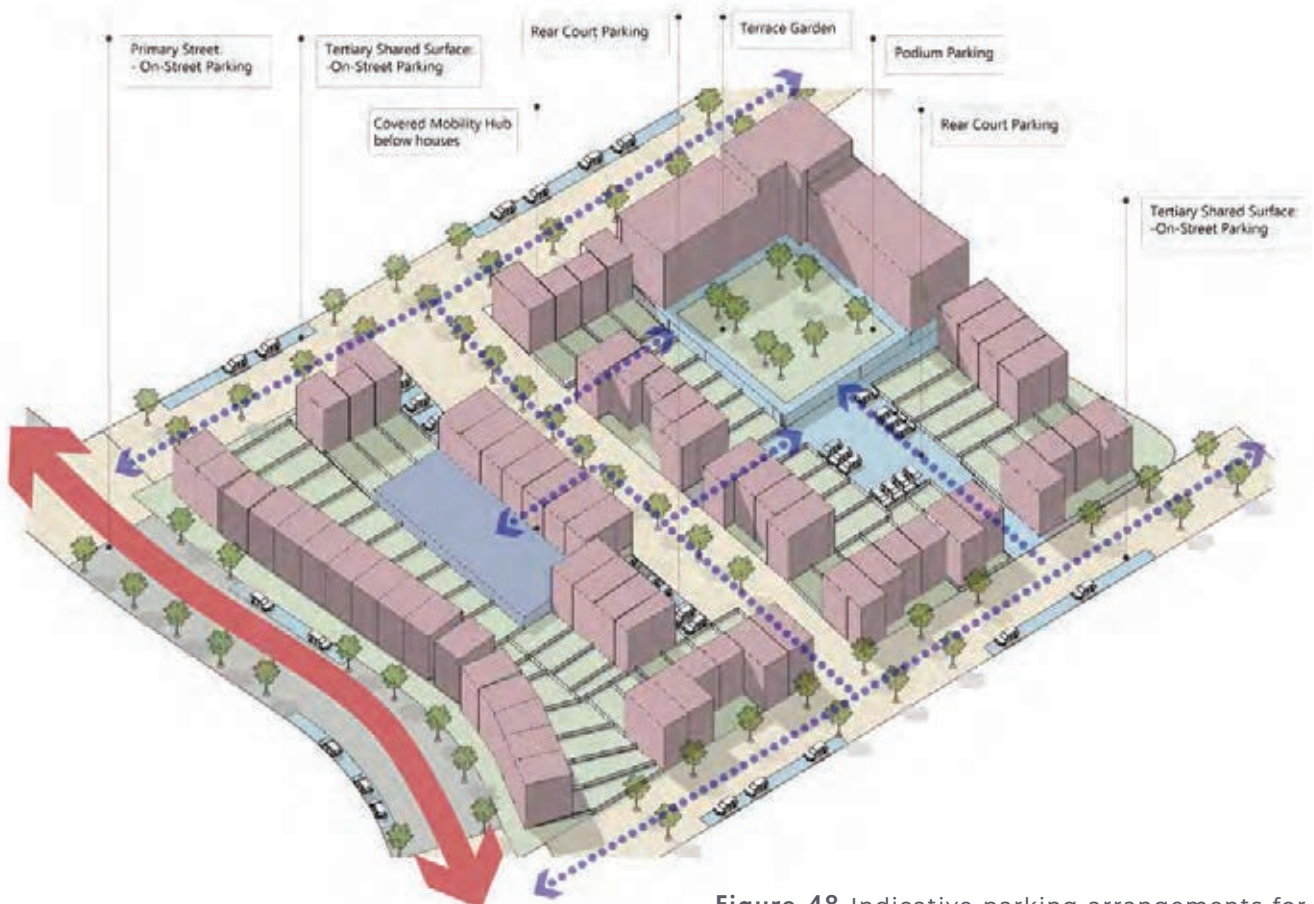 Primary Street:
- On-Street Parking
Tertiary Shared Surface:
-On-Street Parking
Rear Court Parking
Terrace Garden
Podium Parking
Covered Mobility Hub
below houses
Rear Court Parking
Tertiary Shared Surface:
-On-Street Parking
Figure 48 Indicative parking arrangements for